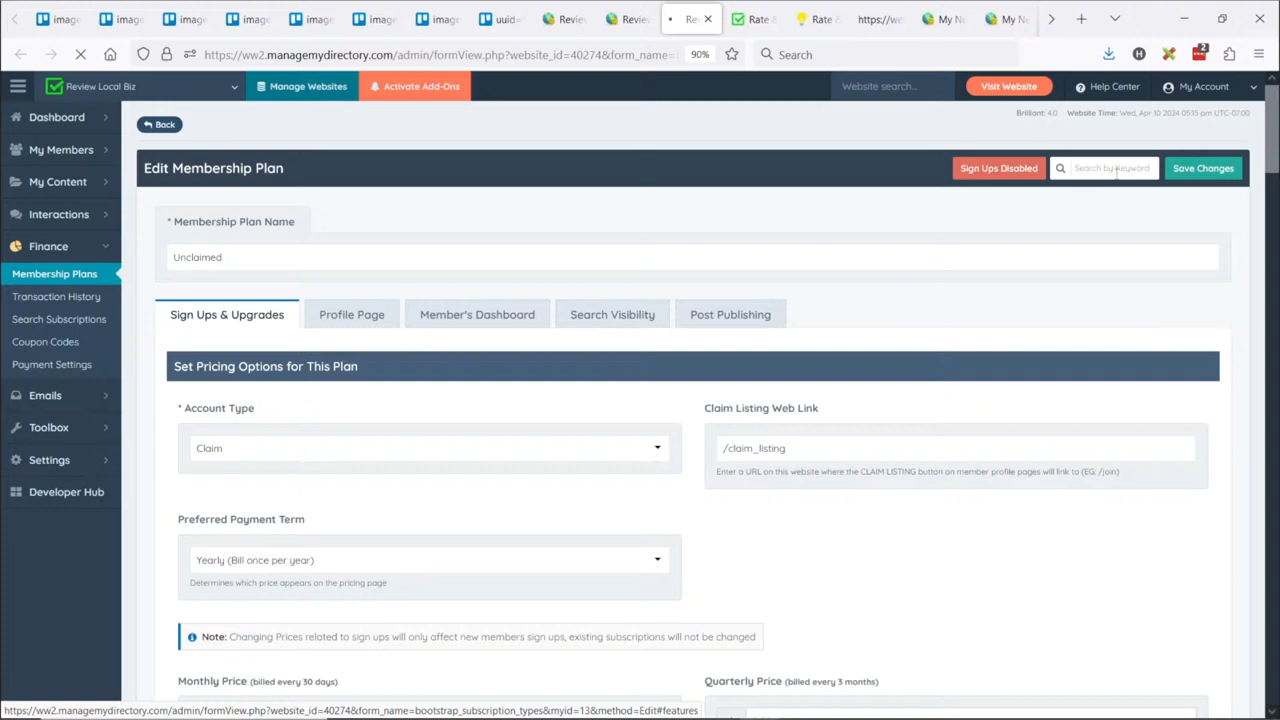 image
image
image
image
image
image
image
uuid=
Review
Review
Re
Rate &
Rate &
https://we
My Ne
My Ne
https://ww2.managemydirectory.com/admin/formView.php?website_id=40274&form_name=
90%
Search
2
Review Local Biz
Manage Websites
Activate Add-Ons
Website search...
Visit Website
Help Center
My Account
Brilliant: 4.0 Website Time: Wed, Apr 10 2024 05:15 pm UTC-07:00
Dashboard
My Members
My Content
Interactions
Finance
Membership Plans
Transaction History
Search Subscriptions
Coupon Codes
Payment Settings
Emails
Toolbox
Settings
Developer Hub
Back
Edit Membership Plan
Sign Ups Disabled
Search by Keyword
Save Changes
* Membership Plan Name
Unclaimed
Sign Ups & Upgrades
Profile Page
Member's Dashboard
Search Visibility
Post Publishing
Set Pricing Options for This Plan
* Account Type
Claim Listing Web Link
Claim
/claim_listing
Enter a URL on this website where the CLAIM LISTING button on member profile pages will link to (EG: /join)
Preferred Payment Term
Yearly (Bill once per year)
Determines which price appears on the pricing page
Note: Changing Prices related to sign ups will only affect new members sign ups, existing subscriptions will not be changed
Monthly Price (billed every 30 days)
Quarterly Price (billed every 3 months)
https://ww2.managemydirectory.com/admin/formView.php?website_id=40274&form_name=bootstrap_subscription_types&myid=13&method=Edit#features